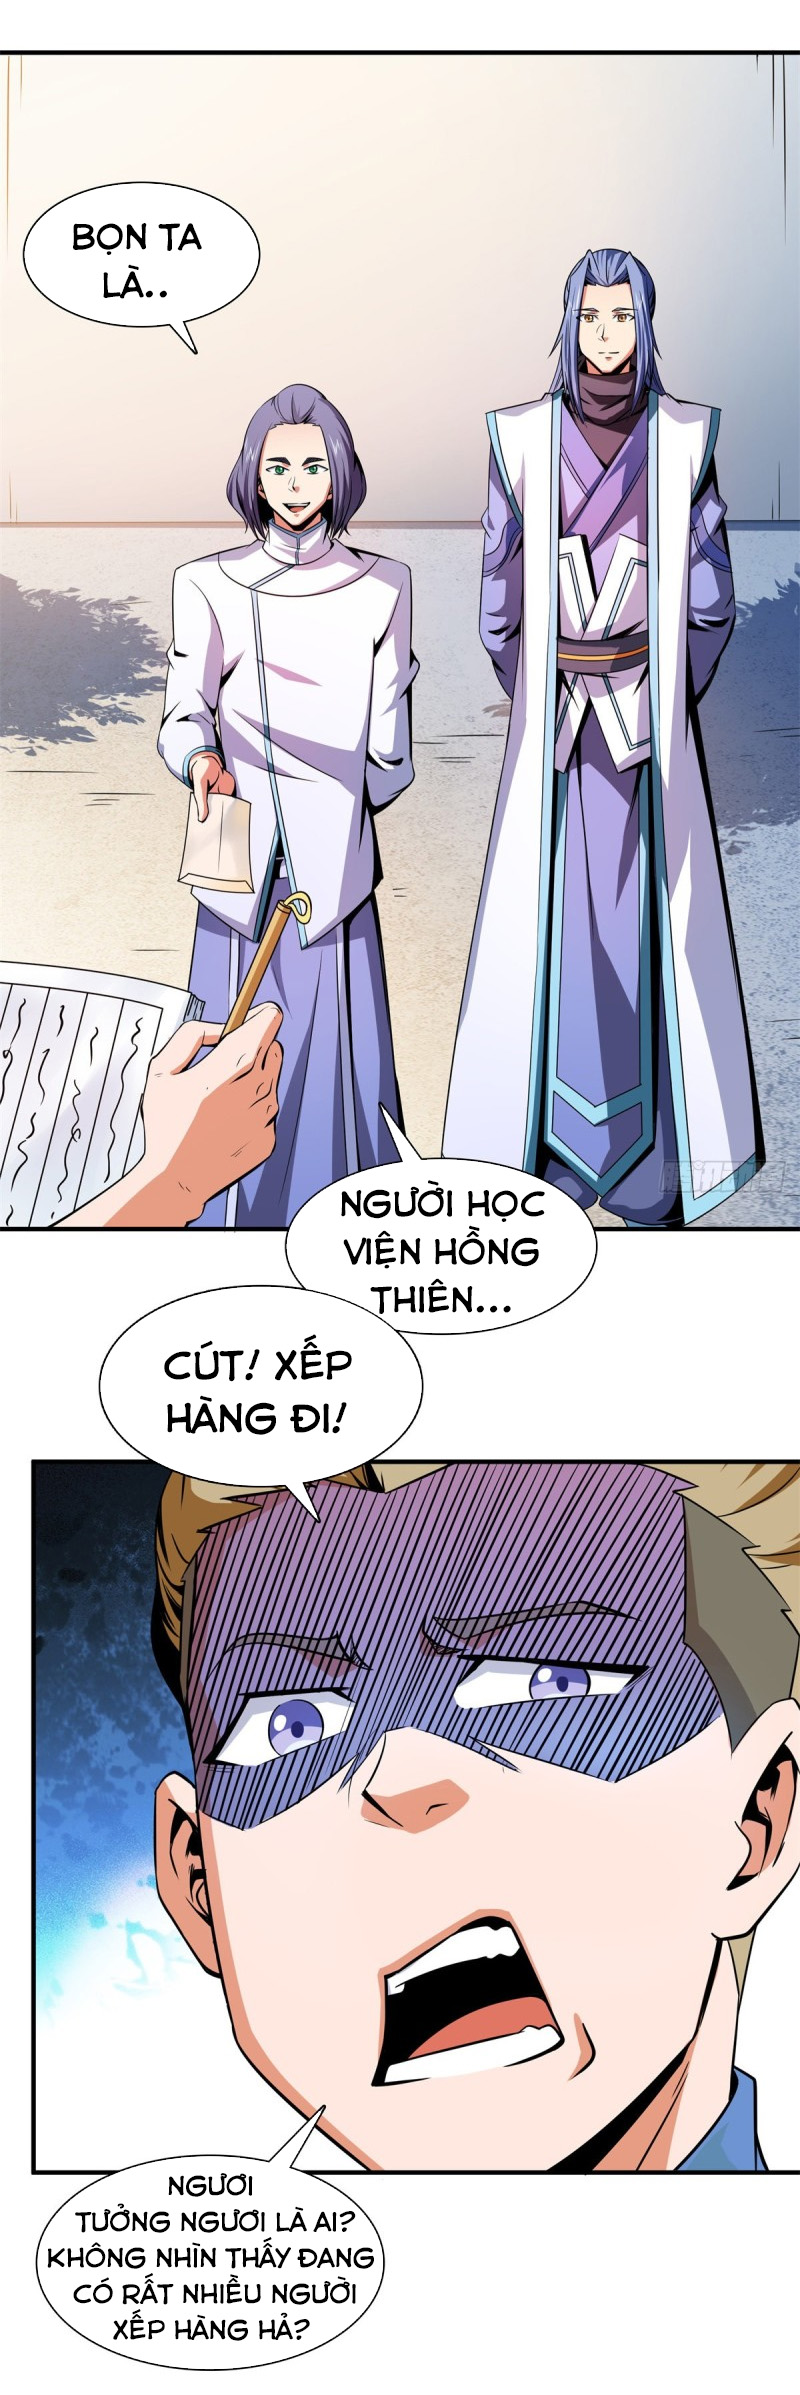 BỌN TA
LÀ..
NGƯỜI HỌC
VIỆN HỒNG
THIÊN...
CÚT! XẾP
HÀNG ĐI!
NGƯƠI
TƯỞNG NGƯƠI LÀ AI?
KHÔNG NHÌN THẤY ĐANG
CÓ RẤT NHIỀU NGƯỜI
XẾP HÀNG HẢ?